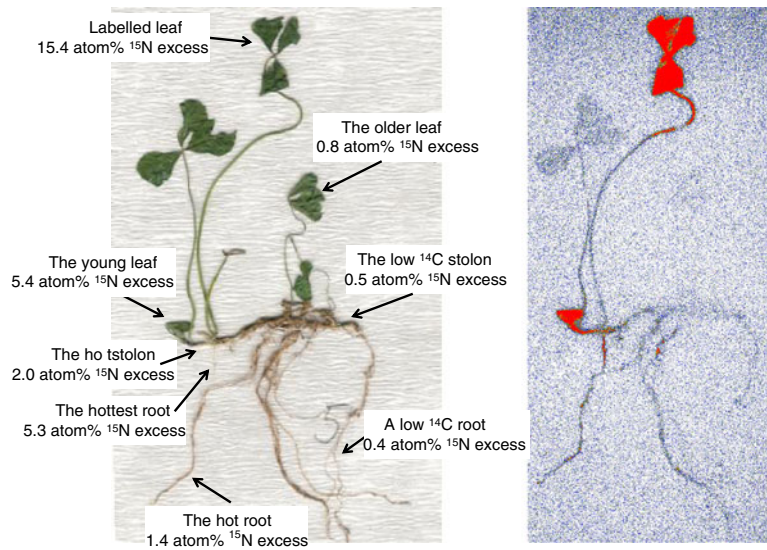 Labelled leaf
15.4 atom% ¹⁵N excess
The older leaf
0.8 atom% ¹⁵N excess
The young leaf
5.4 atom% ¹⁵N excess
The low ¹⁴C stolon
0.5 atom% ¹⁵N excess
The ho tstolon
2.0 atom% ¹⁵N excess
The hottest root
5.3 atom% ¹⁵N excess
A low ¹⁴C root
0.4 atom% ¹⁵N excess
The hot root
1.4 atom% ¹⁵N excess